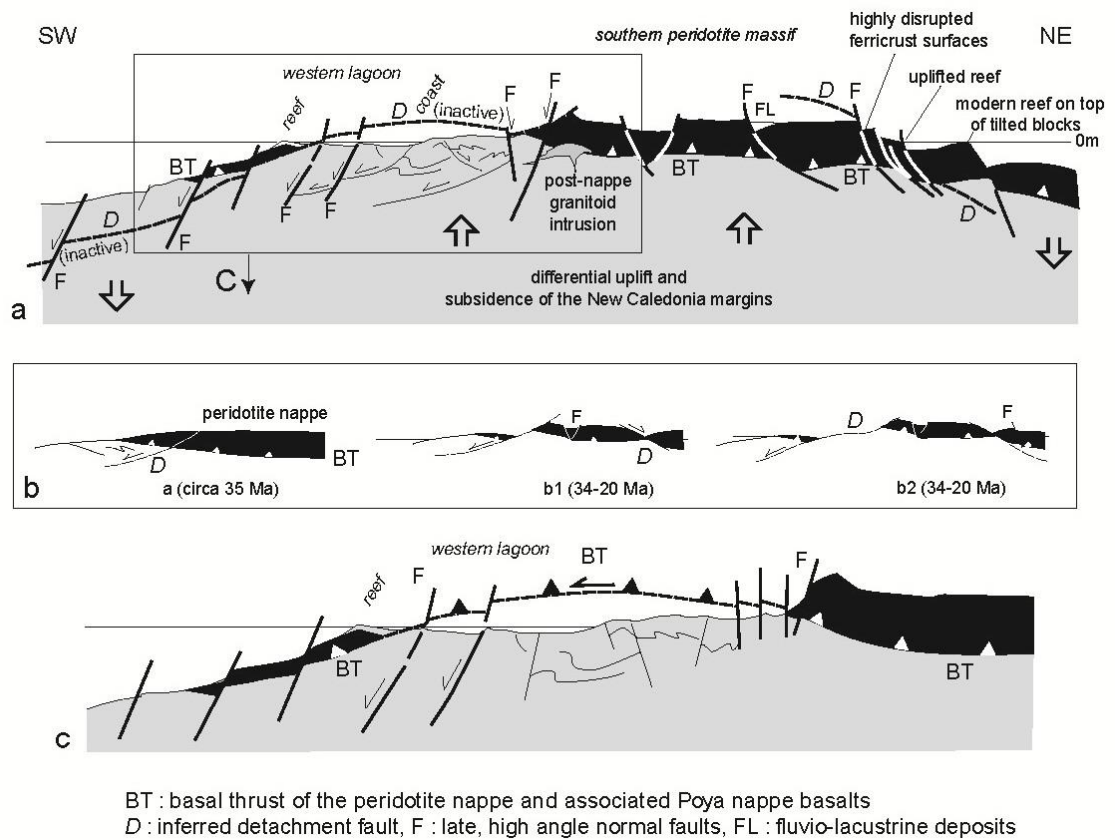 SW
southern peridotite massif
highly disrupted
ferricrust surfaces
NE
western lagoon
uplifted reef
reef
D
coast
(inactive)
F
F
F
FL
D
F
modern reef on top
of tilted blocks
0m
BT
BT
BT
post-nappe
granitoid
intrusion
F
F
F
D
D
(inactive)
F
C
differential uplift and
subsidence of the New Caledonia margins
a
peridotite nappe
D
BT
a (circa 35 Ma)
F
D
b1 (34-20 Ma)
D
F
b2 (34-20 Ma)
b
western lagoon
BT
reef
F
F
BT
BT
c
BT : basal thrust of the peridotite nappe and associated Poya nappe basalts
D : inferred detachment fault, F : late, high angle normal faults, FL : fluvio-lacustrine deposits